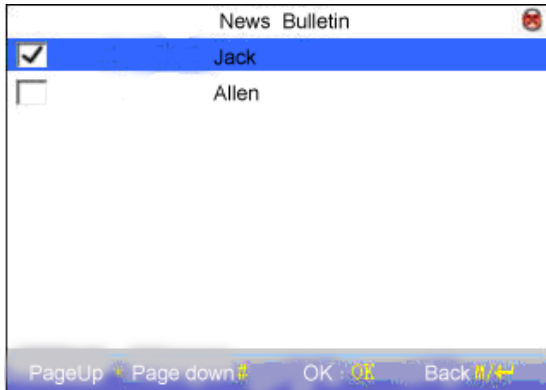 News Bulletin
Jack
Allen
PageUp * Page down # OK : OK Back M/↵